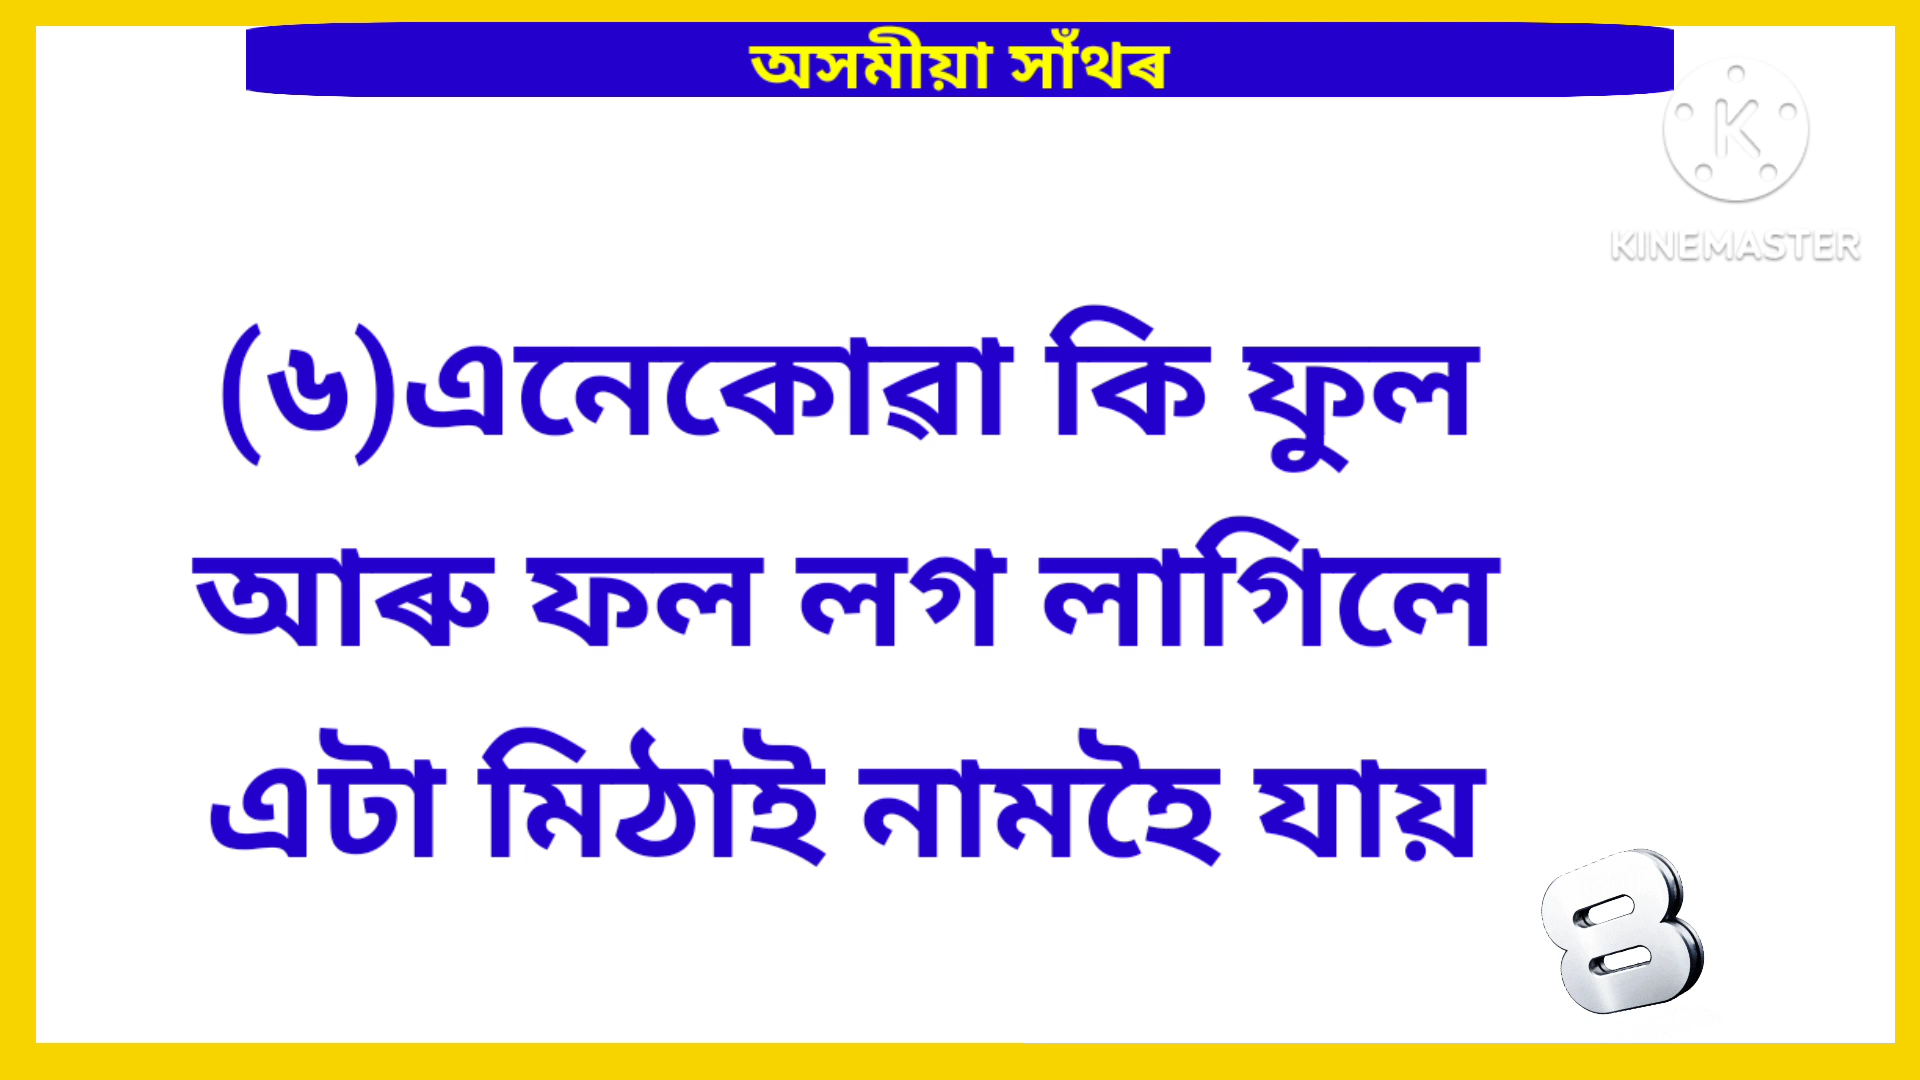 অসমীয়া সাঁথৰ
KINEMASTER
(৬)এনেকোৱা কি ফুল
আৰু ফল লগ লাগিলে
এটা মিঠাই নামহৈ যায়
8